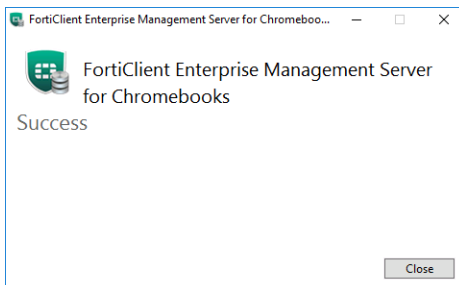 FortiClient Enterprise Management Server for Chromeboo...
FortiClient Enterprise Management Server
for Chromebooks
Success
Close